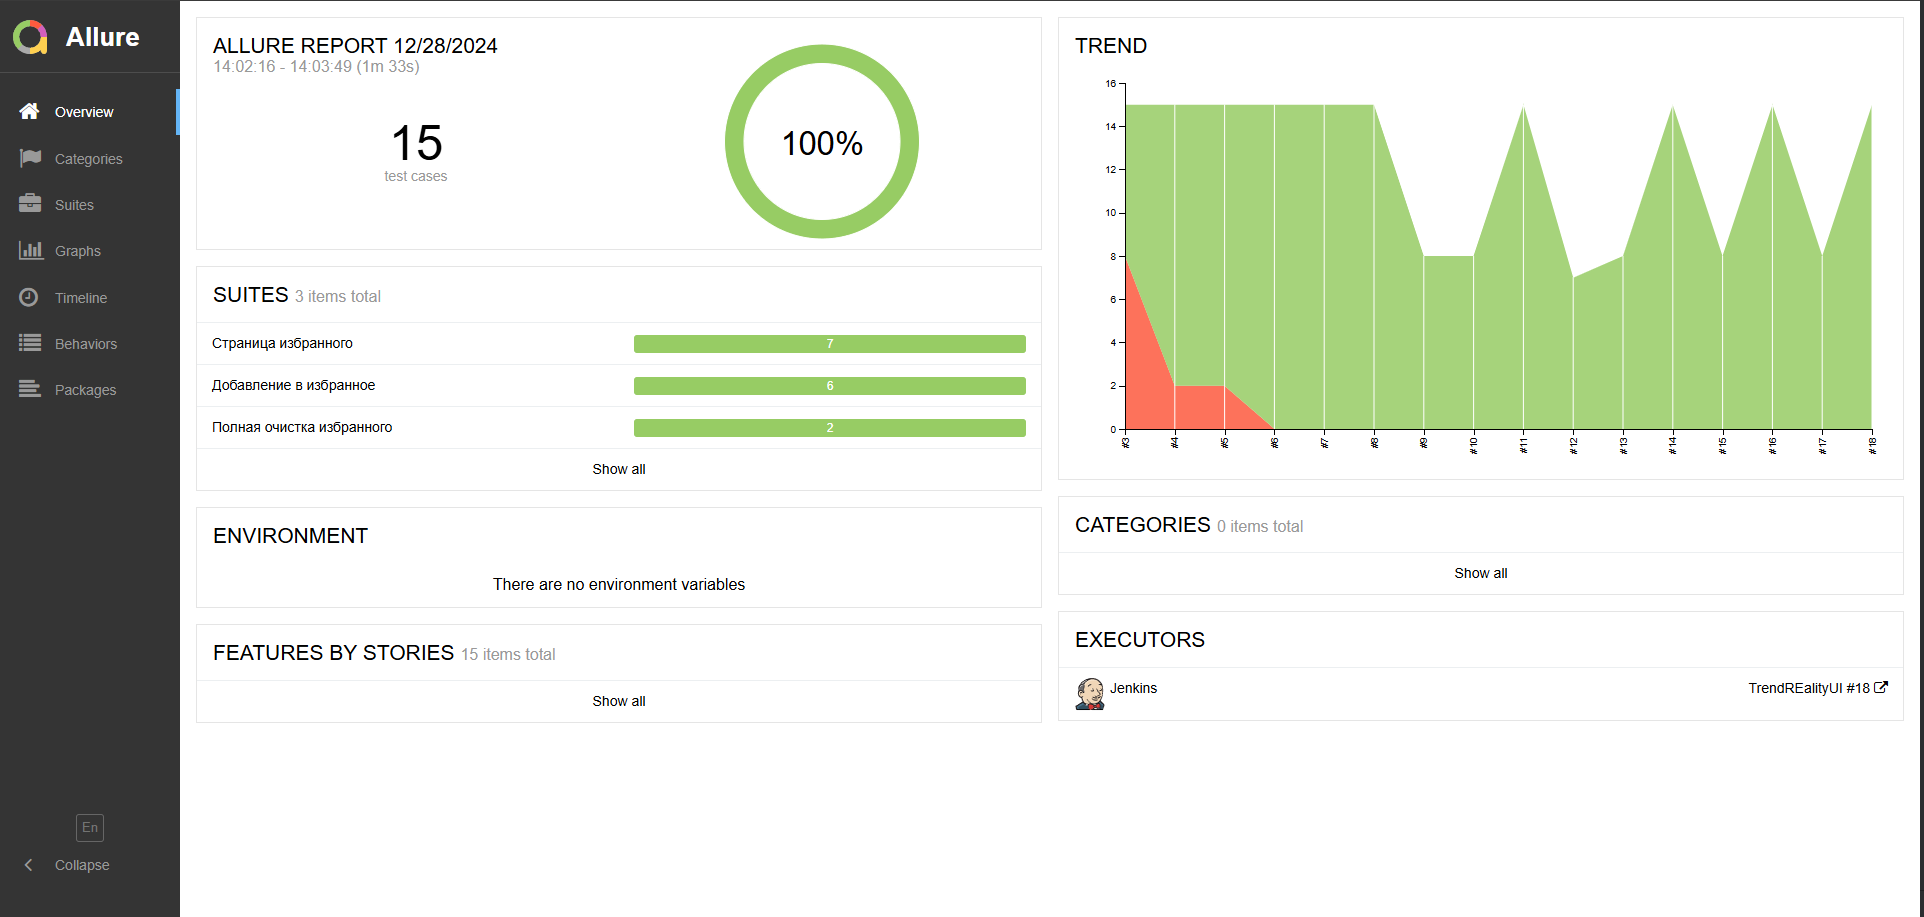 Allure
Overview
Categories
Suites
Graphs
Timeline
Behaviors
Packages
En
Collapse
ALLURE REPORT 12/28/2024
14:02:16 - 14:03:49 (1m 33s)
15
test cases
100%
SUITES 3 items total
Страница избранного 7
Добавление в избранное 6
Полная очистка избранного 2
Show all
ENVIRONMENT
There are no environment variables
FEATURES BY STORIES 15 items total
Show all
TREND
16
14
12
10
8
6
4
2
0
#3 #4 #5 #6 #7 #8 #9 #10 #11 #12 #13 #14 #15 #16 #17 #18
CATEGORIES 0 items total
Show all
EXECUTORS
Jenkins TrendREalityUI #18